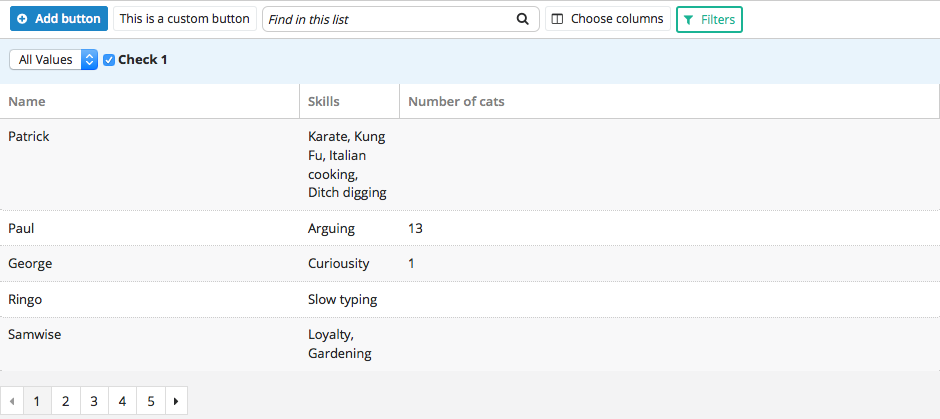 Add button This is a custom button Find in this list Choose columns Filters
All Values Check 1
Name Skills Number of cats
Patrick Karate, Kung
Fu, Italian
cooking,
Ditch digging
Paul Arguing 13
George Curiousity 1
Ringo Slow typing
Samwise Loyalty,
Gardening
1 2 3 4 5